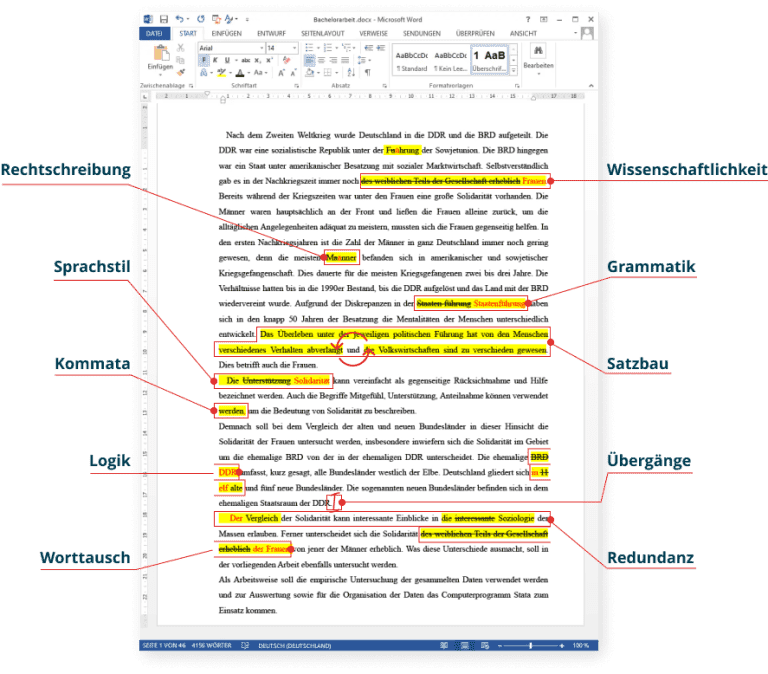 Bachelorarbeit.docx - Microsoft Word
DATEI START EINFÜGEN ENTWURF SEITENLAYOUT VERWEISE SENDUNGEN ÜBERPRÜFEN ANSICHT
Einfügen
Arial 14
F K U abc x₂ x²
Aa A A
AaBbCcDc AaBbCcDc 1 AaB
¶ Standard ¶ Kein Lee... Überschrif...
Bearbeiten
Zwischenablage Schriftart Absatz Formatvorlagen
Nach dem Zweiten Weltkrieg wurde Deutschland in die DDR und die BRD aufgeteilt. Die
DDR war eine sozialistische Republik unter der Führung der Sowjetunion. Die BRD hingegen
war ein Staat unter amerikanischer Besatzung mit sozialer Marktwirtschaft. Selbstverständlich
gab es in der Nachkriegszeit immer noch des weiblichen Teils der Gesellschaft erheblich Frauen
Bereits während der Kriegszeiten war unter den Frauen eine große Solidarität vorhanden. Die
Männer waren hauptsächlich an der Front und ließen die Frauen alleine zurück, um die
alltäglichen Angelegenheiten adäquat zu meistern, mussten sich die Frauen gegenseitig helfen. In
den ersten Nachkriegsjahren ist die Zahl der Männer in ganz Deutschland immer noch gering
gewesen, denn die meisten Männer befanden sich in amerikanischer und sowjetischer
Kriegsgefangenschaft. Dies dauerte für die meisten Kriegsgefangenen zwei bis drei Jahre. Die
Verhältnisse hatten bis in die 1990er Bestand, bis die DDR aufgelöst und das Land mit der BRD
wiedervereint wurde. Aufgrund der Diskrepanzen in der Staaten führung Staatenführung haben
sich in den knapp 50 Jahren der Besatzung die Mentalitäten der Menschen unterschiedlich
entwickelt. Das Überleben unter der jeweiligen politischen Führung hat von den Menschen
verschiedenes Verhalten abverlangt und die Volkswirtschaften sind zu verschieden gewesen.
Dies betrifft auch die Frauen.
Die Unterstützung Solidarität kann vereinfacht als gegenseitige Rücksichtnahme und Hilfe
bezeichnet werden. Auch die Begriffe Mitgefühl, Unterstützung, Anteilnahme können verwendet
werden, um die Bedeutung von Solidarität zu beschreiben.
Demnach soll bei dem Vergleich der alten und neuen Bundesländer in dieser Hinsicht die
Solidarität der Frauen untersucht werden, insbesondere inwiefern sich die Solidarität im Gebiet
um die ehemalige BRD von der in der ehemaligen DDR unterscheidet. Die ehemalige BRD
DDR umfasst, kurz gesagt, alle Bundesländer westlich der Elbe. Deutschland gliedert sich in 11
elf alte und fünf neue Bundesländer. Die sogenannten neuen Bundesländer befinden sich in dem
ehemaligen Staatsraum der DDR.
Der Vergleich der Solidarität kann interessante Einblicke in die interessante Soziologie der
Massen erlauben. Ferner unterscheidet sich die Solidarität des weiblichen Teils der Gesellschaft
erheblich der Frauen von jener der Männer erheblich. Was diese Unterschiede ausmacht, soll in
der vorliegenden Arbeit ebenfalls untersucht werden.
Als Arbeitsweise soll die empirische Untersuchung der gesammelten Daten verwendet werden
und zur Auswertung sowie für die Organisation der Daten das Computerprogramm Stata zum
Einsatz kommen.
SEITE 1 VON 46 4156 WÖRTER DEUTSCH (DEUTSCHLAND) 100%
Rechtschreibung
Sprachstil
Kommata
Logik
Worttausch
Wissenschaftlichkeit
Grammatik
Satzbau
Übergänge
Redundanz